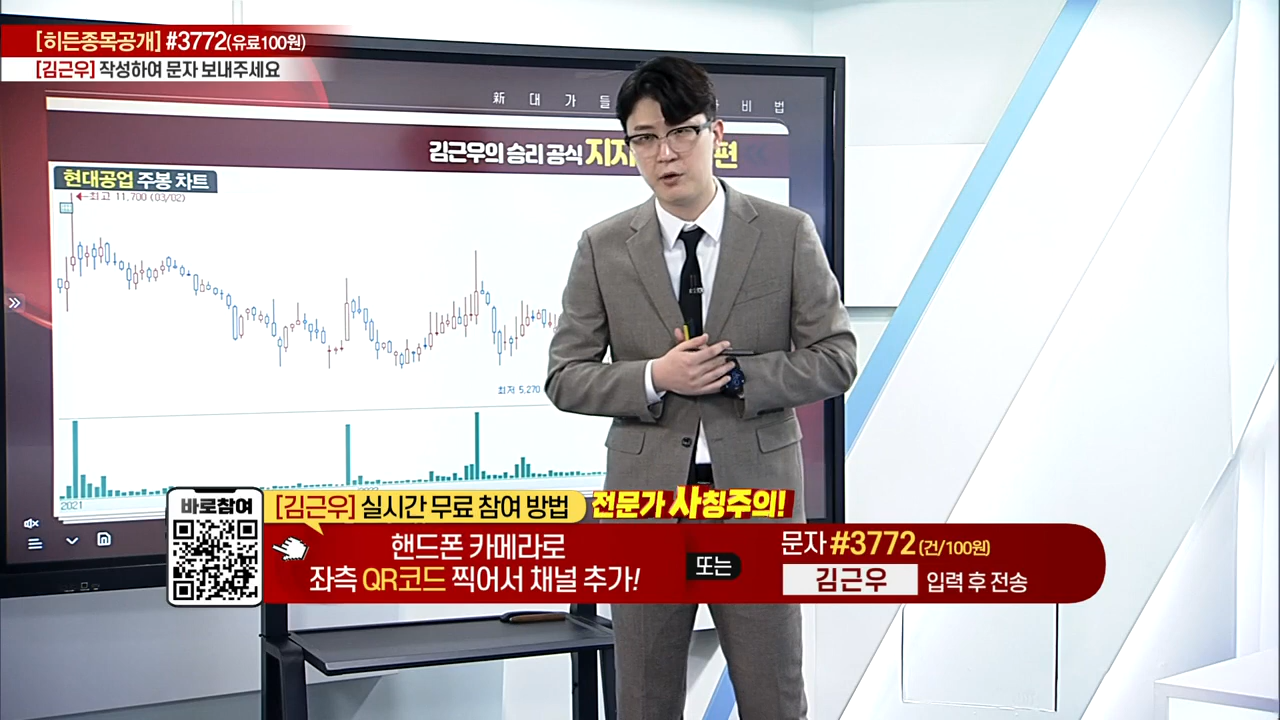 [히든종목공개] #3772(유료100원)
[김근우] 작성하여 문자 보내주세요
新 대 가 들 비 법
김근우의 승리 공식 지지 편
현대공업 주봉 차트
최고 11,700 (03/02)
최저 5,270
2021
바로참여
[김근우] 실시간 무료 참여 방법
전문가 사칭주의!
핸드폰 카메라로
좌측 QR코드 찍어서 채널 추가!
또는
문자 #3772 (건/100원)
김근우 입력 후 전송